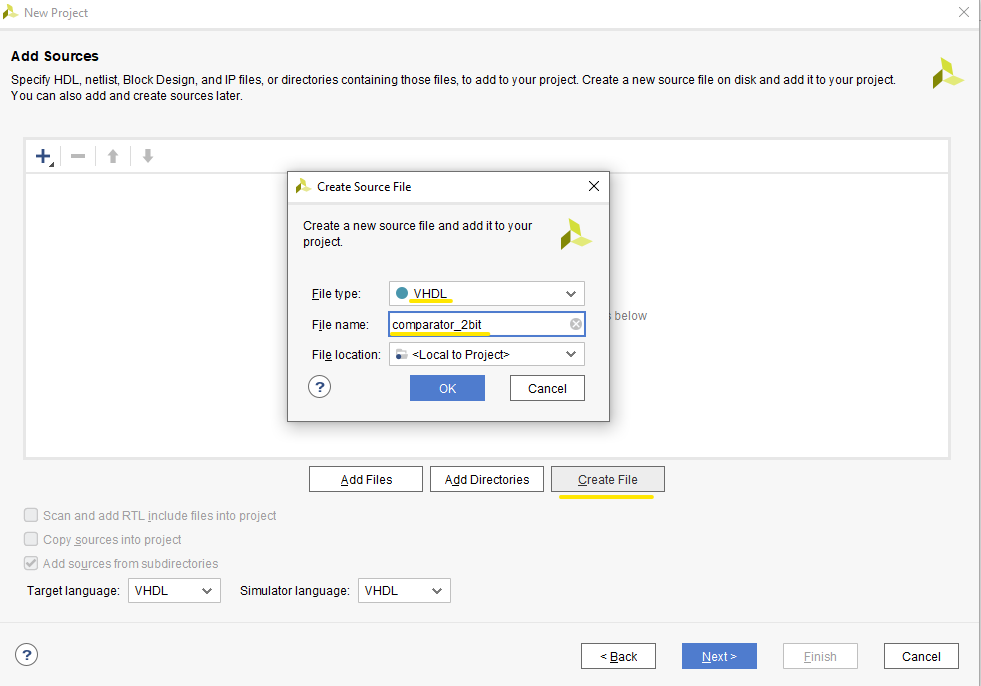 New Project
Add Sources
Specify HDL, netlist, Block Design, and IP files, or directories containing those files, to add to your project. Create a new source file on disk and add it to your project.
You can also add and create sources later.
Create Source File
Create a new source file and add it to your
project.
File type: VHDL
File name: comparator_2bit
below
File location: <Local to Project>
? OK Cancel
Add Files Add Directories Create File
Scan and add RTL include files into project
Copy sources into project
Add sources from subdirectories
Target language: VHDL Simulator language: VHDL
? < Back Next > Finish Cancel